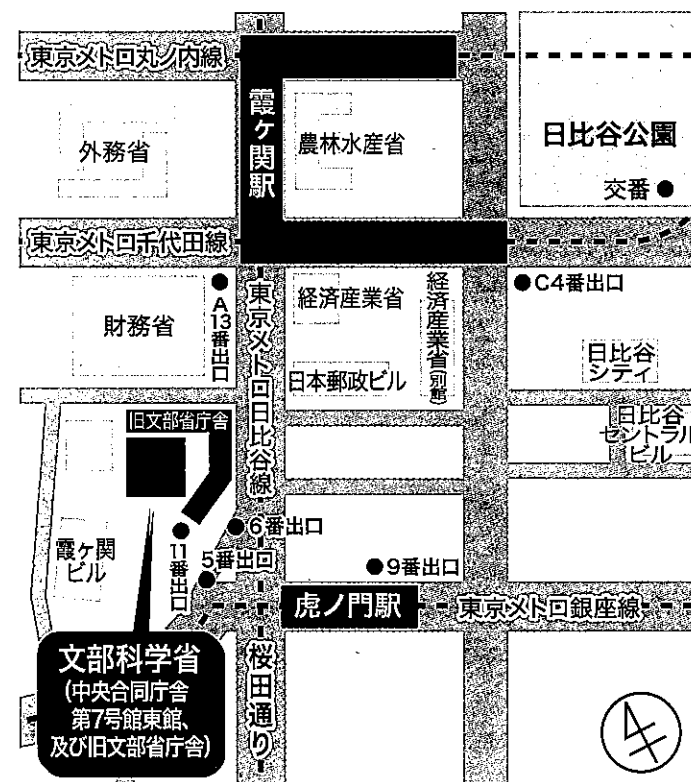 東京メトロ丸ノ内線
霞ヶ関駅
外務省
農林水産省
日比谷公園
交番
東京メトロ千代田線
A13番出口
財務省
東京メトロ日比谷線
経済産業省
経済産業省(別館)
C4番出口
日本郵政ビル
日比谷
シティ
旧文部省庁舎
日比谷
セントラル
ビル
霞ヶ関
ビル
11番出口
6番出口
5番出口
9番出口
虎ノ門駅
東京メトロ銀座線
文部科学省
(中央合同庁舎
第7号館東館、
及び旧文部省庁舎)
桜田通り